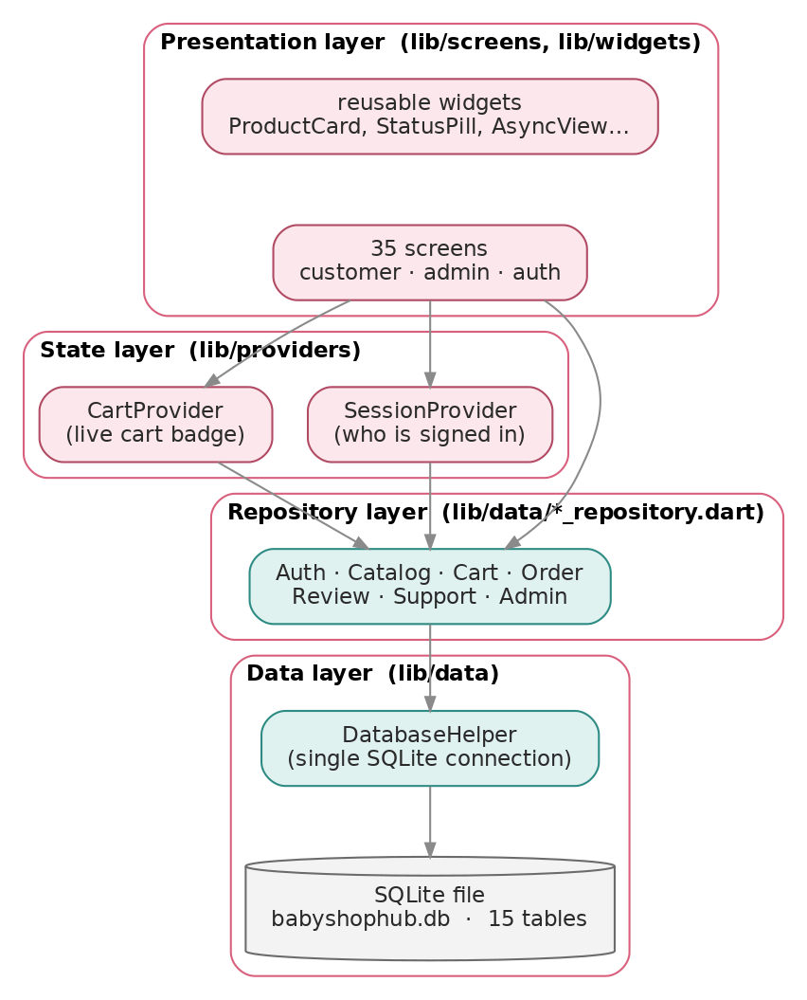 Presentation layer  (lib/screens, lib/widgets)
reusable widgets
ProductCard, StatusPill, AsyncView…
35 screens
customer · admin · auth
State layer  (lib/providers)
CartProvider
(live cart badge)
SessionProvider
(who is signed in)
Repository layer  (lib/data/*_repository.dart)
Auth · Catalog · Cart · Order
Review · Support · Admin
Data layer  (lib/data)
DatabaseHelper
(single SQLite connection)
SQLite file
babyshophub.db  ·  15 tables